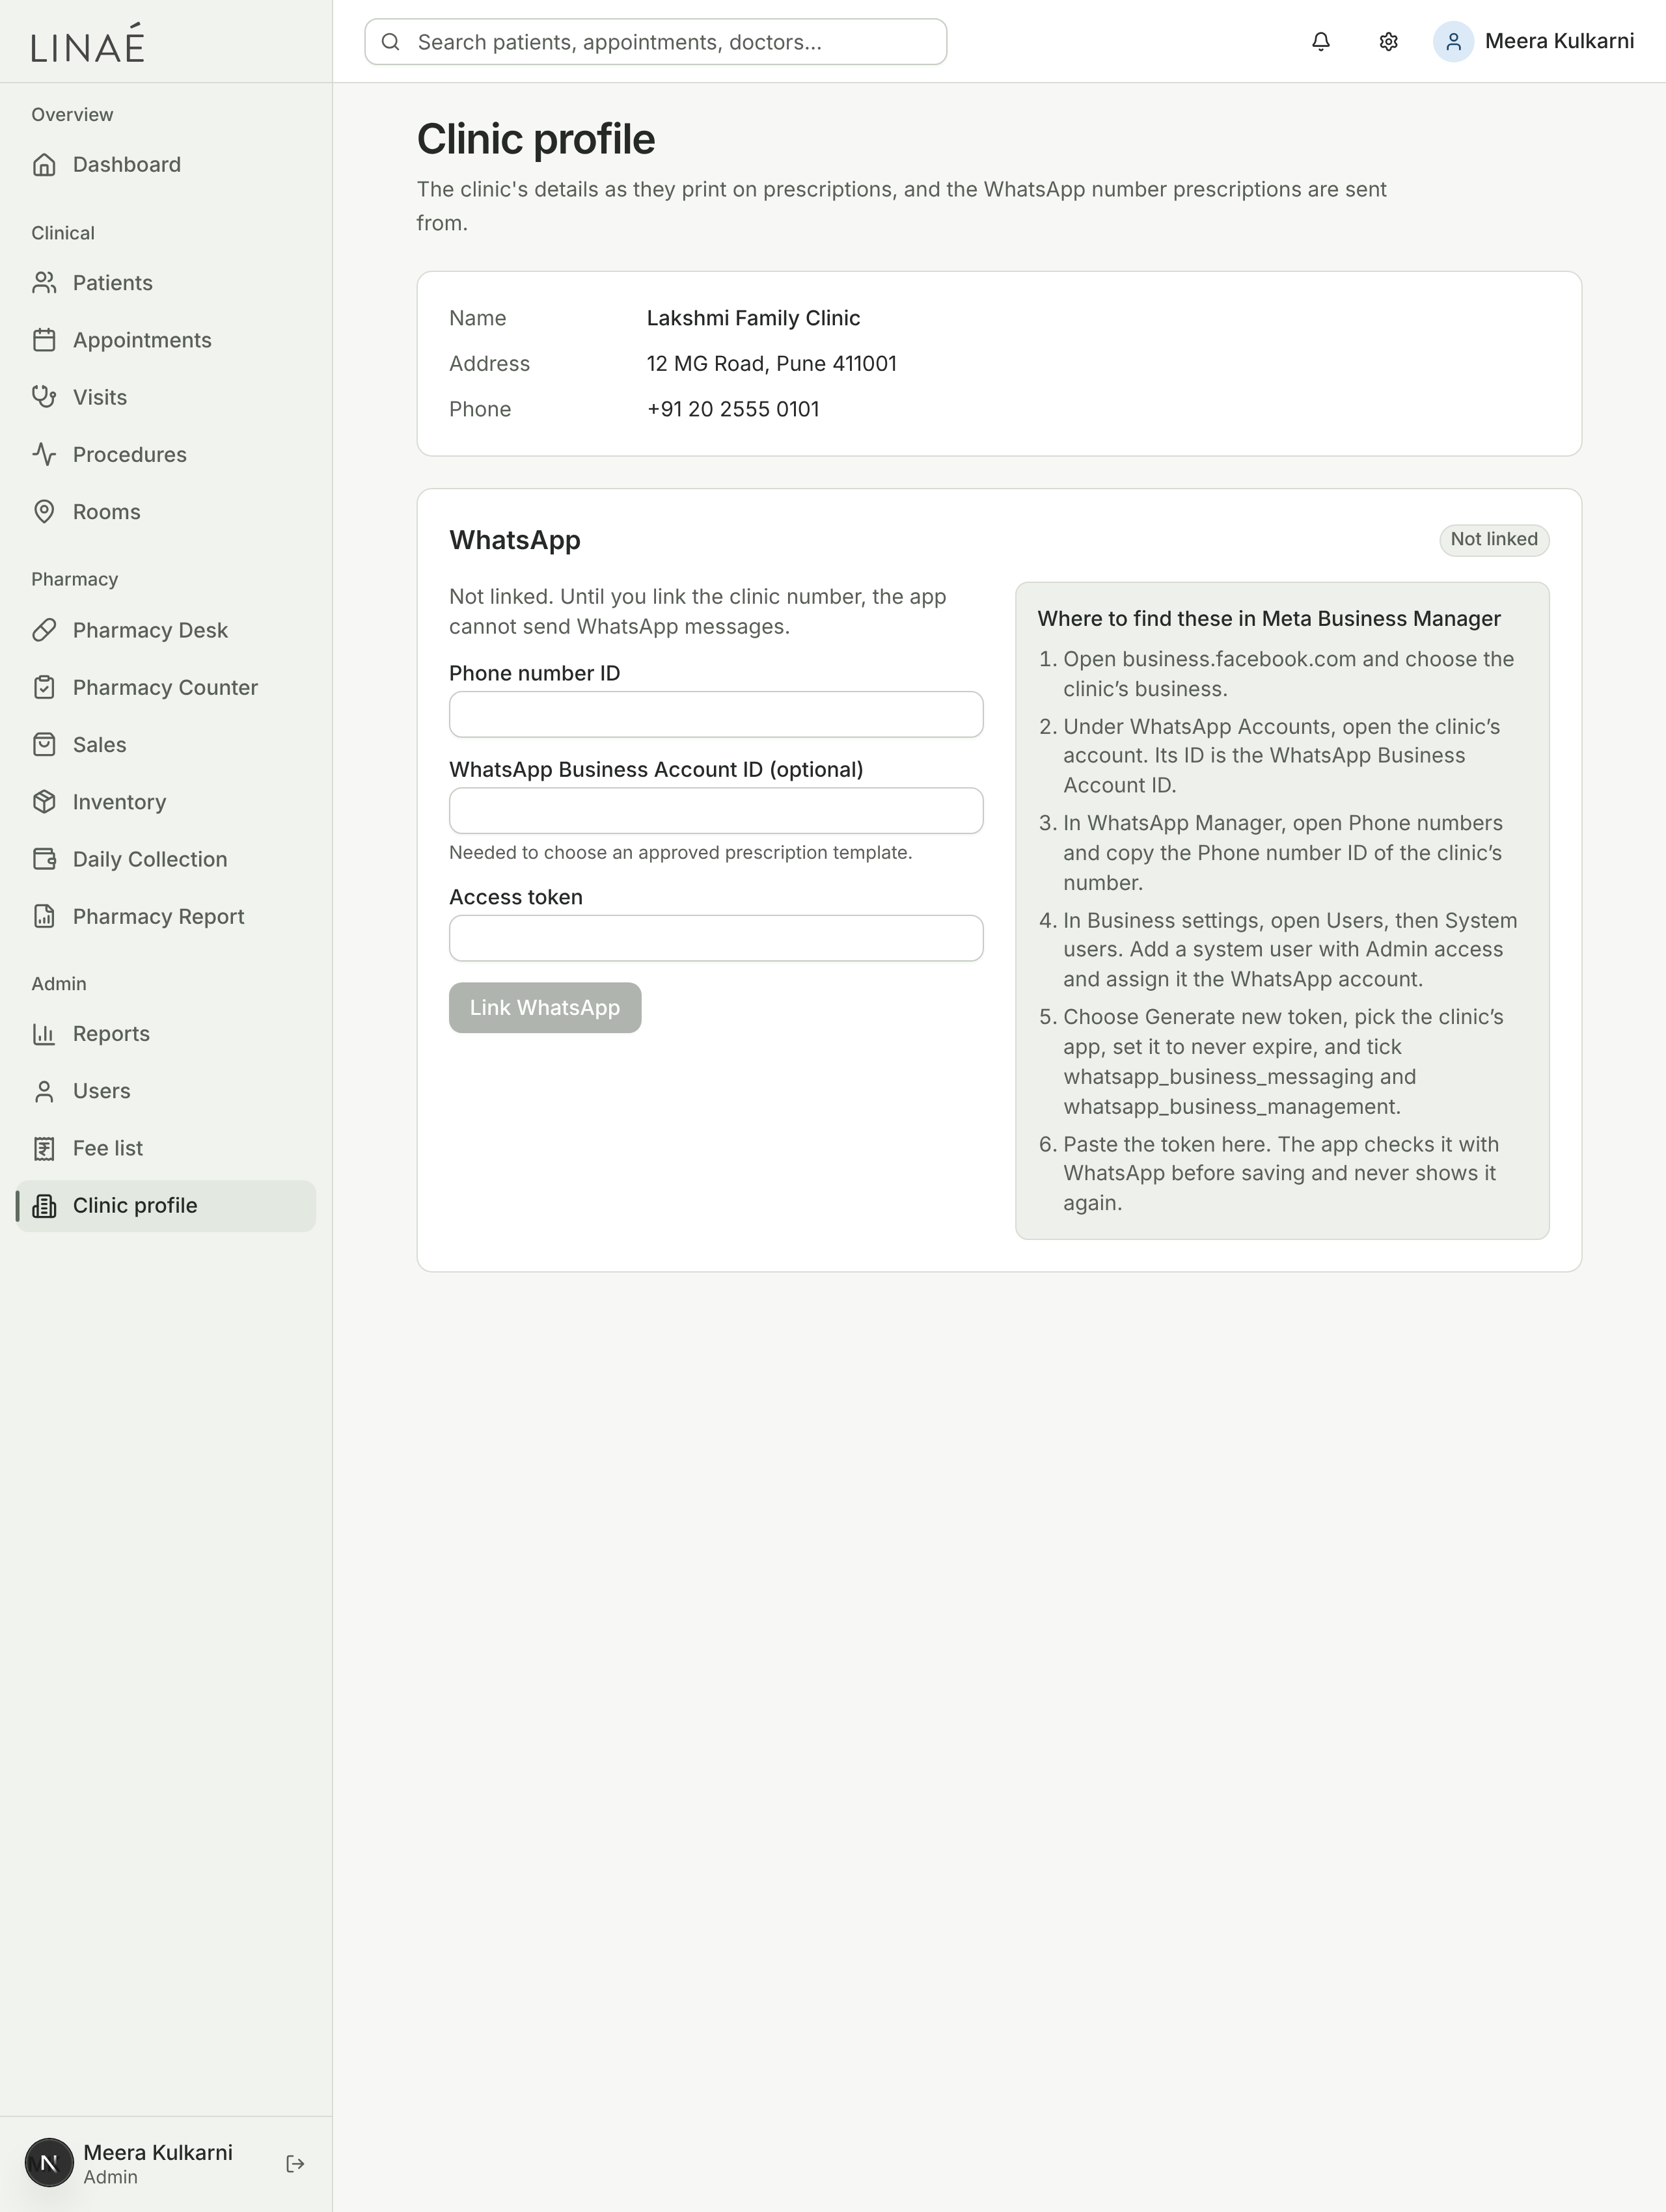 LINAÉ
Search patients, appointments, doctors...
Meera Kulkarni
Overview
Dashboard
Clinical
Patients
Appointments
Visits
Procedures
Rooms
Pharmacy
Pharmacy Desk
Pharmacy Counter
Sales
Inventory
Daily Collection
Pharmacy Report
Admin
Reports
Users
Fee list
Clinic profile
Meera Kulkarni
Admin
Clinic profile
The clinic's details as they print on prescriptions, and the WhatsApp number prescriptions are sent
from.
Name Lakshmi Family Clinic
Address 12 MG Road, Pune 411001
Phone +91 20 2555 0101
WhatsApp
Not linked
Not linked. Until you link the clinic number, the app
cannot send WhatsApp messages.
Phone number ID
WhatsApp Business Account ID (optional)
Needed to choose an approved prescription template.
Access token
Link WhatsApp
Where to find these in Meta Business Manager
1. Open business.facebook.com and choose the
clinic’s business.
2. Under WhatsApp Accounts, open the clinic’s
account. Its ID is the WhatsApp Business
Account ID.
3. In WhatsApp Manager, open Phone numbers
and copy the Phone number ID of the clinic’s
number.
4. In Business settings, open Users, then System
users. Add a system user with Admin access
and assign it the WhatsApp account.
5. Choose Generate new token, pick the clinic’s
app, set it to never expire, and tick
whatsapp_business_messaging and
whatsapp_business_management.
6. Paste the token here. The app checks it with
WhatsApp before saving and never shows it
again.